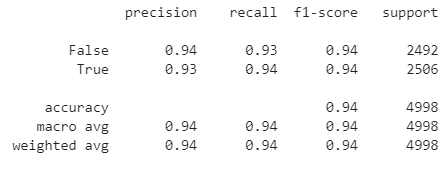 precision recall f1-score support
False 0.94 0.93 0.94 2492
True 0.93 0.94 0.94 2506
accuracy 0.94 4998
macro avg 0.94 0.94 0.94 4998
weighted avg 0.94 0.94 0.94 4998